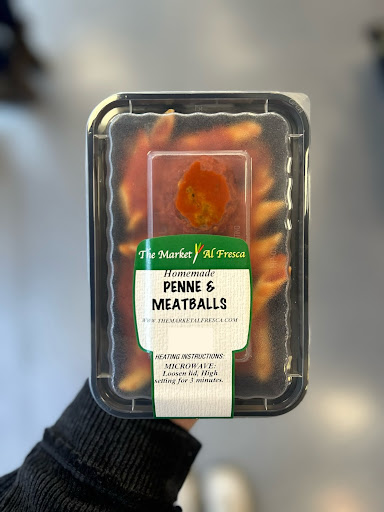 The Market Al Fresca
Homemade
PENNE &
MEATBALLS
WWW.THEMARKETALFRESCA.COM
HEATING INSTRUCTIONS:
MICROWAVE:
Loosen lid, High
setting for 3 minutes.